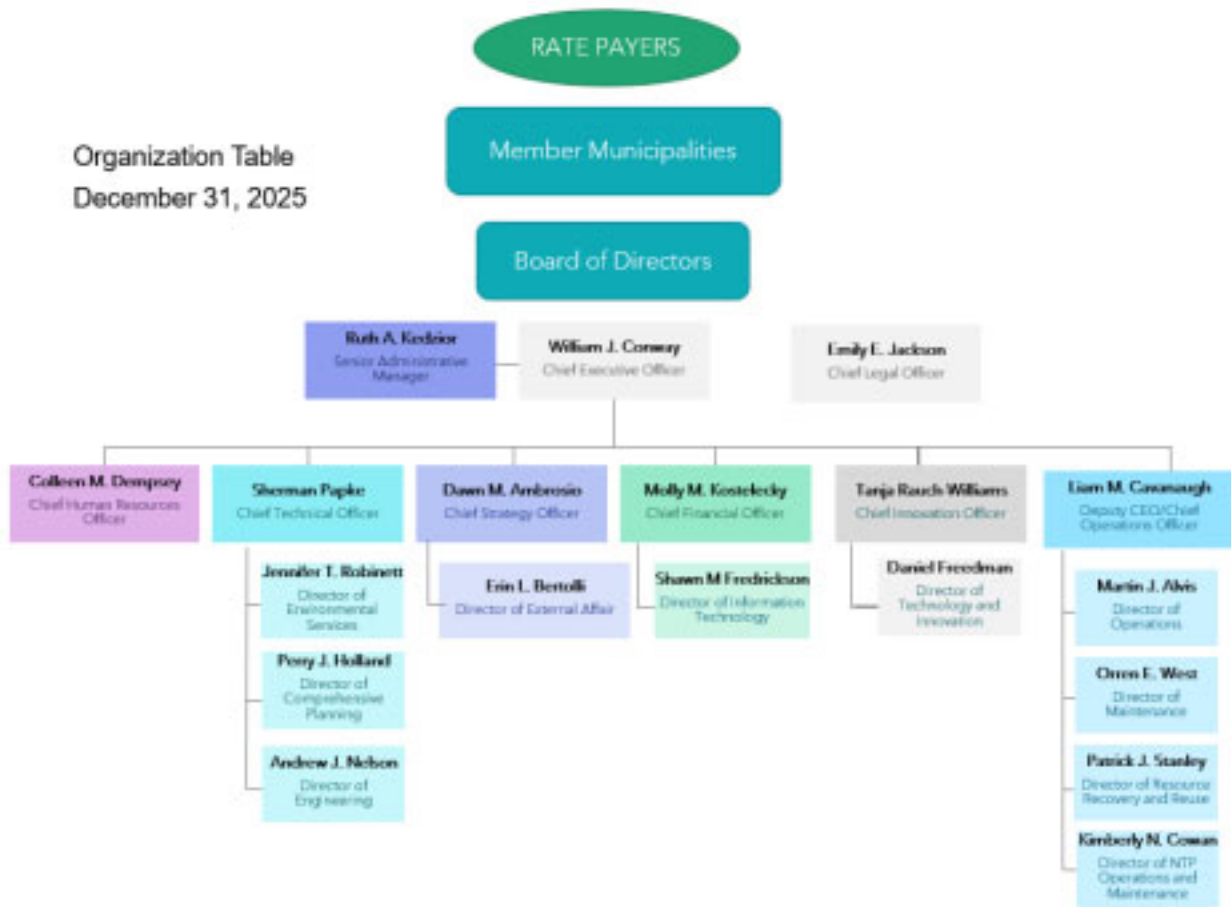 RATE PAYERS
Member Municipalities
Organization Table
December 31, 2025
Board of Directors
Ruth A. Kedzior
Senior Administrative
Manager
William J. Conway
Chief Executive Officer
Emily E. Jackson
Chief Legal Officer
Colleen M. Dempsey
Chief Human Resources
Officer
Sherman Papke
Chief Technical Officer
Dawn M. Ambrosio
Chief Strategy Officer
Molly M. Kostelecky
Chief Financial Officer
Tanja Rauch Williams
Chief Innovation Officer
Liam M. Cavanaugh
Deputy CEO/Chief
Operations Officer
Jennifer T. Robinett
Director of
Environmental
Services
Perry J. Holland
Director of
Comprehensive
Planning
Andrew J. Nelson
Director of
Engineering
Erin L. Bertolli
Director of External Affair
Shawn M Fredrickson
Director of Information
Technology
Daniel Freedman
Director of
Technology and
Innovation
Martin J. Alvis
Director of
Operations
Orren E. West
Director of
Maintenance
Patrick J. Stanley
Director of Resource
Recovery and Reuse
Kimberly N. Cowan
Director of NTP
Operations and
Maintenance